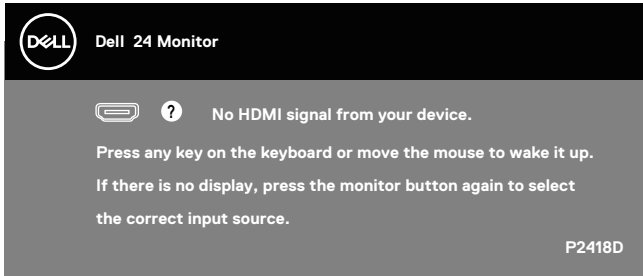 DELL
Dell 24 Monitor
? No HDMI signal from your device.
Press any key on the keyboard or move the mouse to wake it up.
If there is no display, press the monitor button again to select
the correct input source.
P2418D